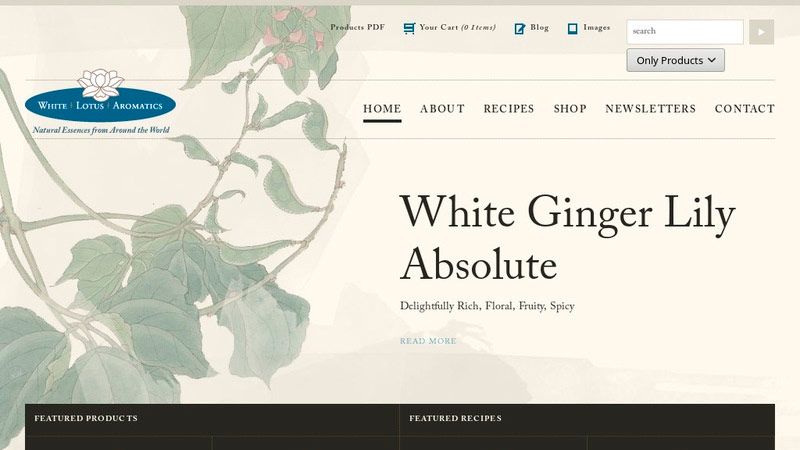 Products PDF
Your Cart (0 Items)
Blog
Images
search
Only Products
White Lotus Aromatics
Natural Essences from Around the World
HOME
ABOUT
RECIPES
SHOP
NEWSLETTERS
CONTACT
White Ginger Lily
Absolute
Delightfully Rich, Floral, Fruity, Spicy
READ MORE
FEATURED PRODUCTS
FEATURED RECIPES